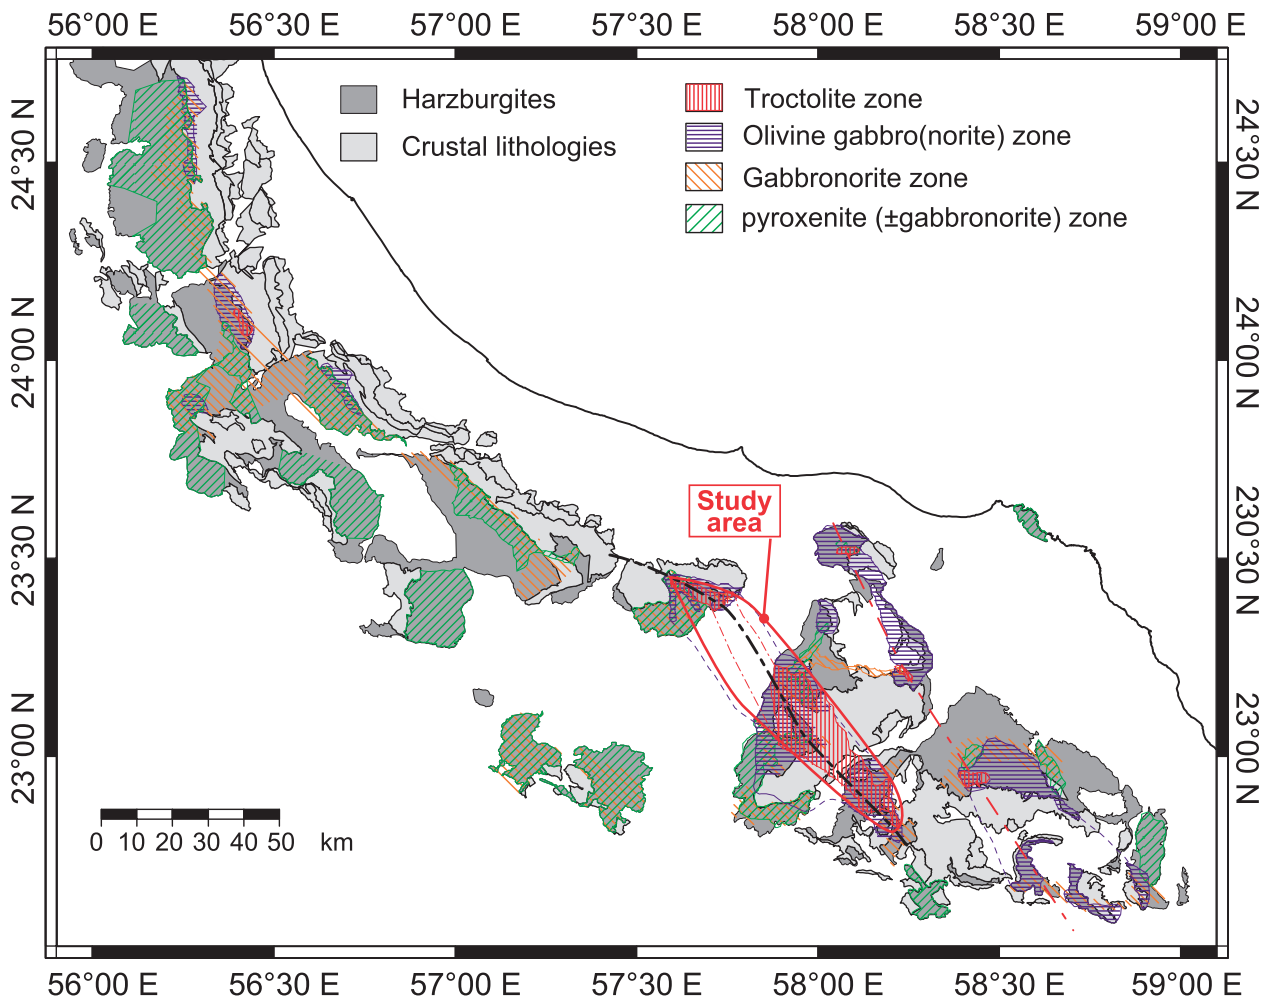 56°00' E 56°30' E 57°00' E 57°30' E 58°00' E 58°30' E 59°00' E
Harzburgites
Crustal lithologies
Troctolite zone
Olivine gabbro(norite) zone
Gabbronorite zone
pyroxenite (±gabbronorite) zone
24°30 N
24°00 N
23°30 N
23°00 N
24°30 N
24°00 N
23°30 N
23°00 N
Study
area
0 10 20 30 40 50 km
56°00' E 56°30' E 57°00' E 57°30' E 58°00' E 58°30' E 59°00' E